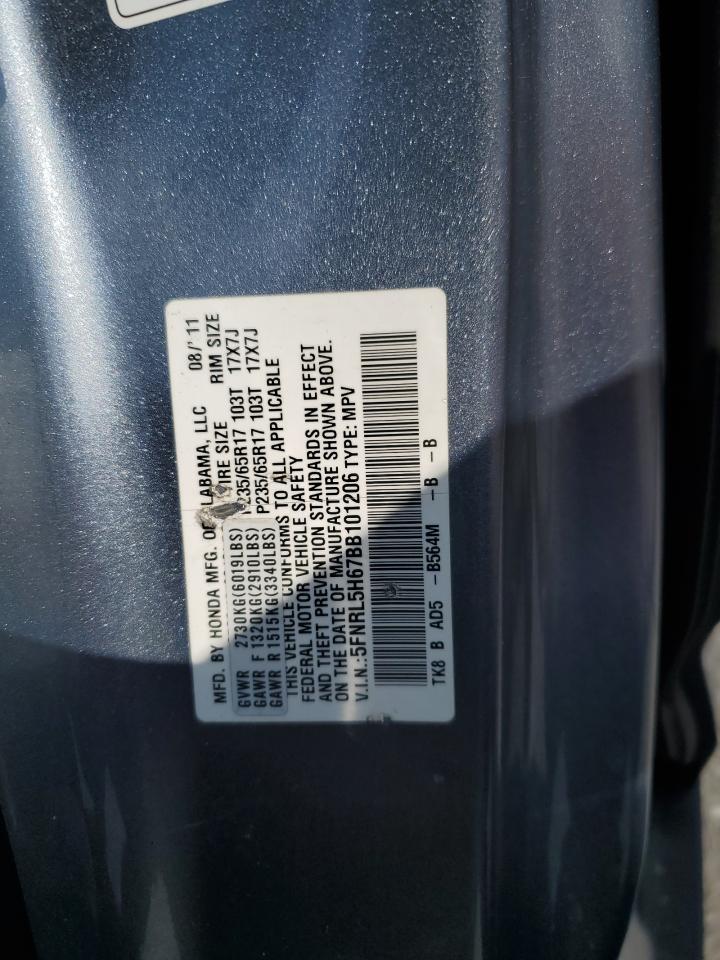 MFD. BY HONDA MFG. OF ALABAMA, LLC 08/'11
TIRE SIZE RIM SIZE
GVWR 2730KG(6019LBS)
GAWR F 1320KG(2910LBS) P235/65R17 103T 17X7J
GAWR R 1515KG(3340LBS) P235/65R17 103T 17X7J
THIS VEHICLE CONFORMS TO ALL APPLICABLE
FEDERAL MOTOR VEHICLE SAFETY
AND THEFT PREVENTION STANDARDS IN EFFECT
ON THE DATE OF MANUFACTURE SHOWN ABOVE.
V.I.N.:5FNRL5H67BB101206 TYPE: MPV
TK8 B AD5 -B564M -B -B